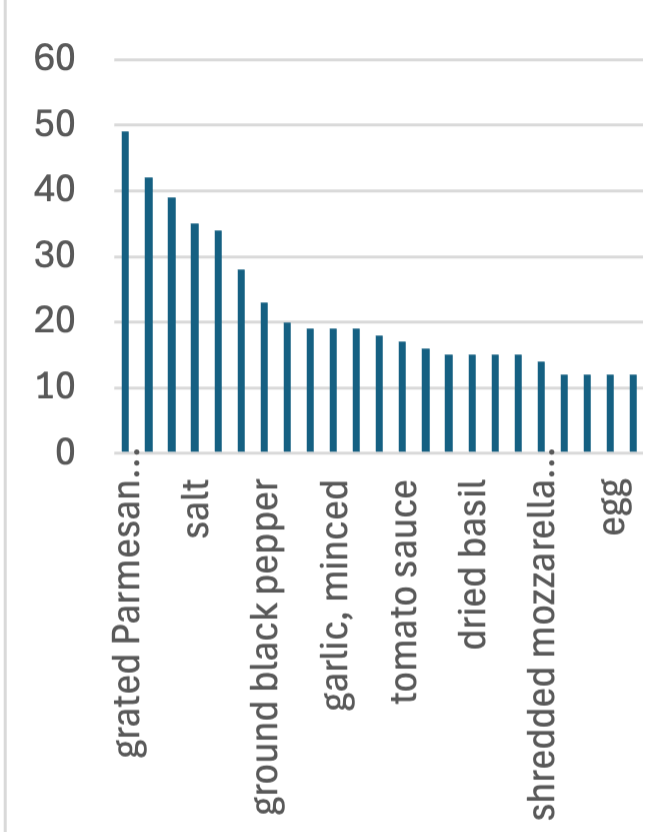 60
50
40
30
20
10
0
grated Parmesan...
salt
ground black pepper
garlic, minced
tomato sauce
dried basil
shredded mozzarella...
egg